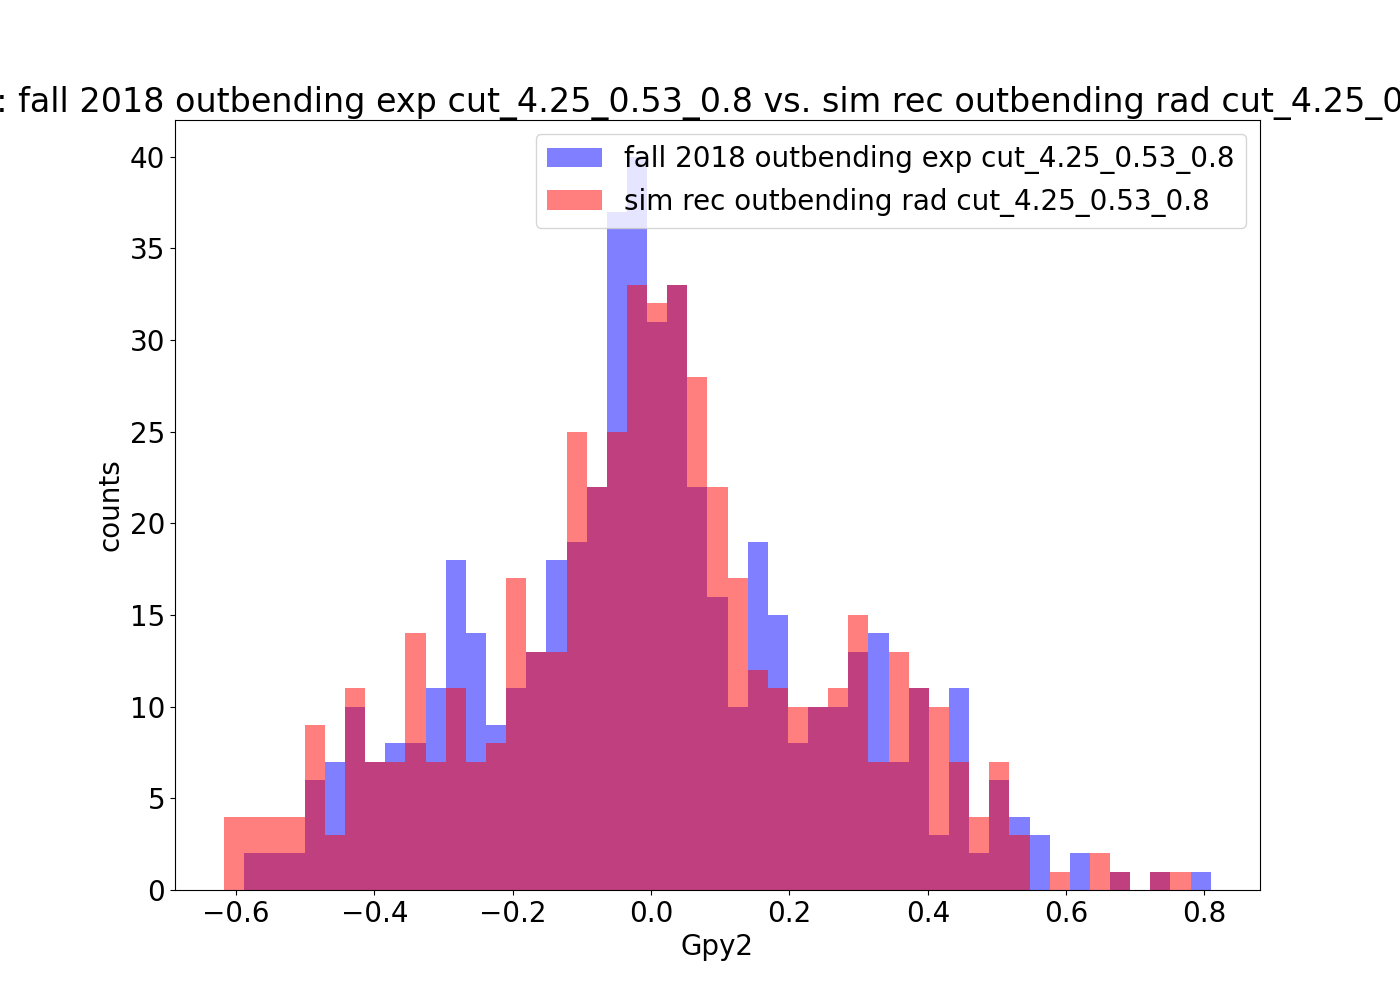 : fall 2018 outbending exp cut_4.25_0.53_0.8 vs. sim rec outbending rad cut_4.25_0
fall 2018 outbending exp cut_4.25_0.53_0.8
sim rec outbending rad cut_4.25_0.53_0.8
40
35
30
25
20
15
10
5
0
counts
−0.6 −0.4 −0.2 0.0 0.2 0.4 0.6 0.8
Gpy2